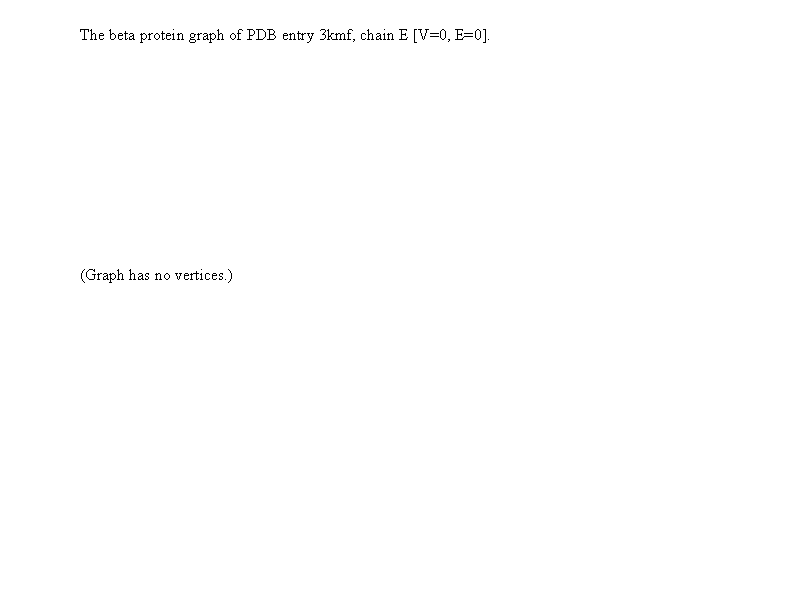 The beta protein graph of PDB entry 3kmf, chain E [V=0, E=0].
(Graph has no vertices.)